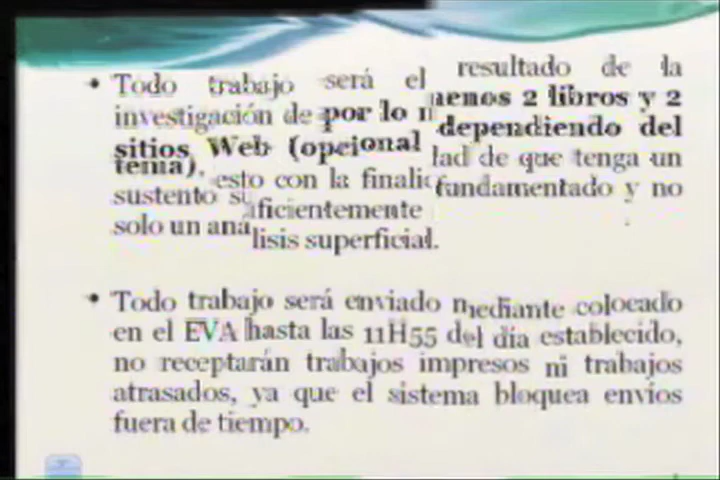 • Todo trabajo será el resultado de la
investigación de por lo menos 2 libros y 2
sitios Web (opcional dependiendo del
tema), esto con la finalidad de que tenga un
sustento suficientemente fundamentado y no
solo un análisis superficial.
• Todo trabajo será enviado mediante colocado
en el EVA hasta las 11H55 del día establecido,
no receptarán trabajos impresos ni trabajos
atrasados, ya que el sistema bloquea envíos
fuera de tiempo.